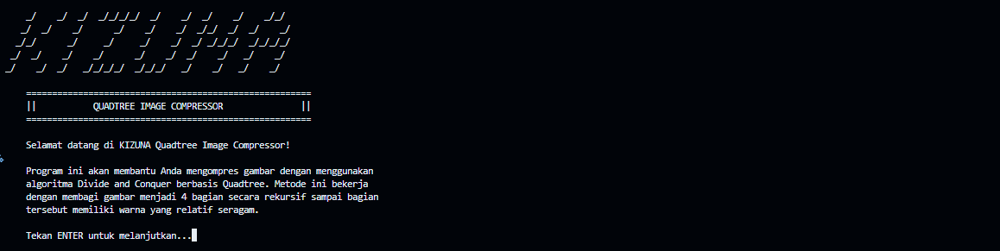 KIZUNA
========================================================
|| QUADTREE IMAGE COMPRESSOR ||
========================================================
Selamat datang di KIZUNA Quadtree Image Compressor!
Program ini akan membantu Anda mengompres gambar dengan menggunakan
algoritma Divide and Conquer berbasis Quadtree. Metode ini bekerja
dengan membagi gambar menjadi 4 bagian secara rekursif sampai bagian
tersebut memiliki warna yang relatif seragam.
Tekan ENTER untuk melanjutkan...